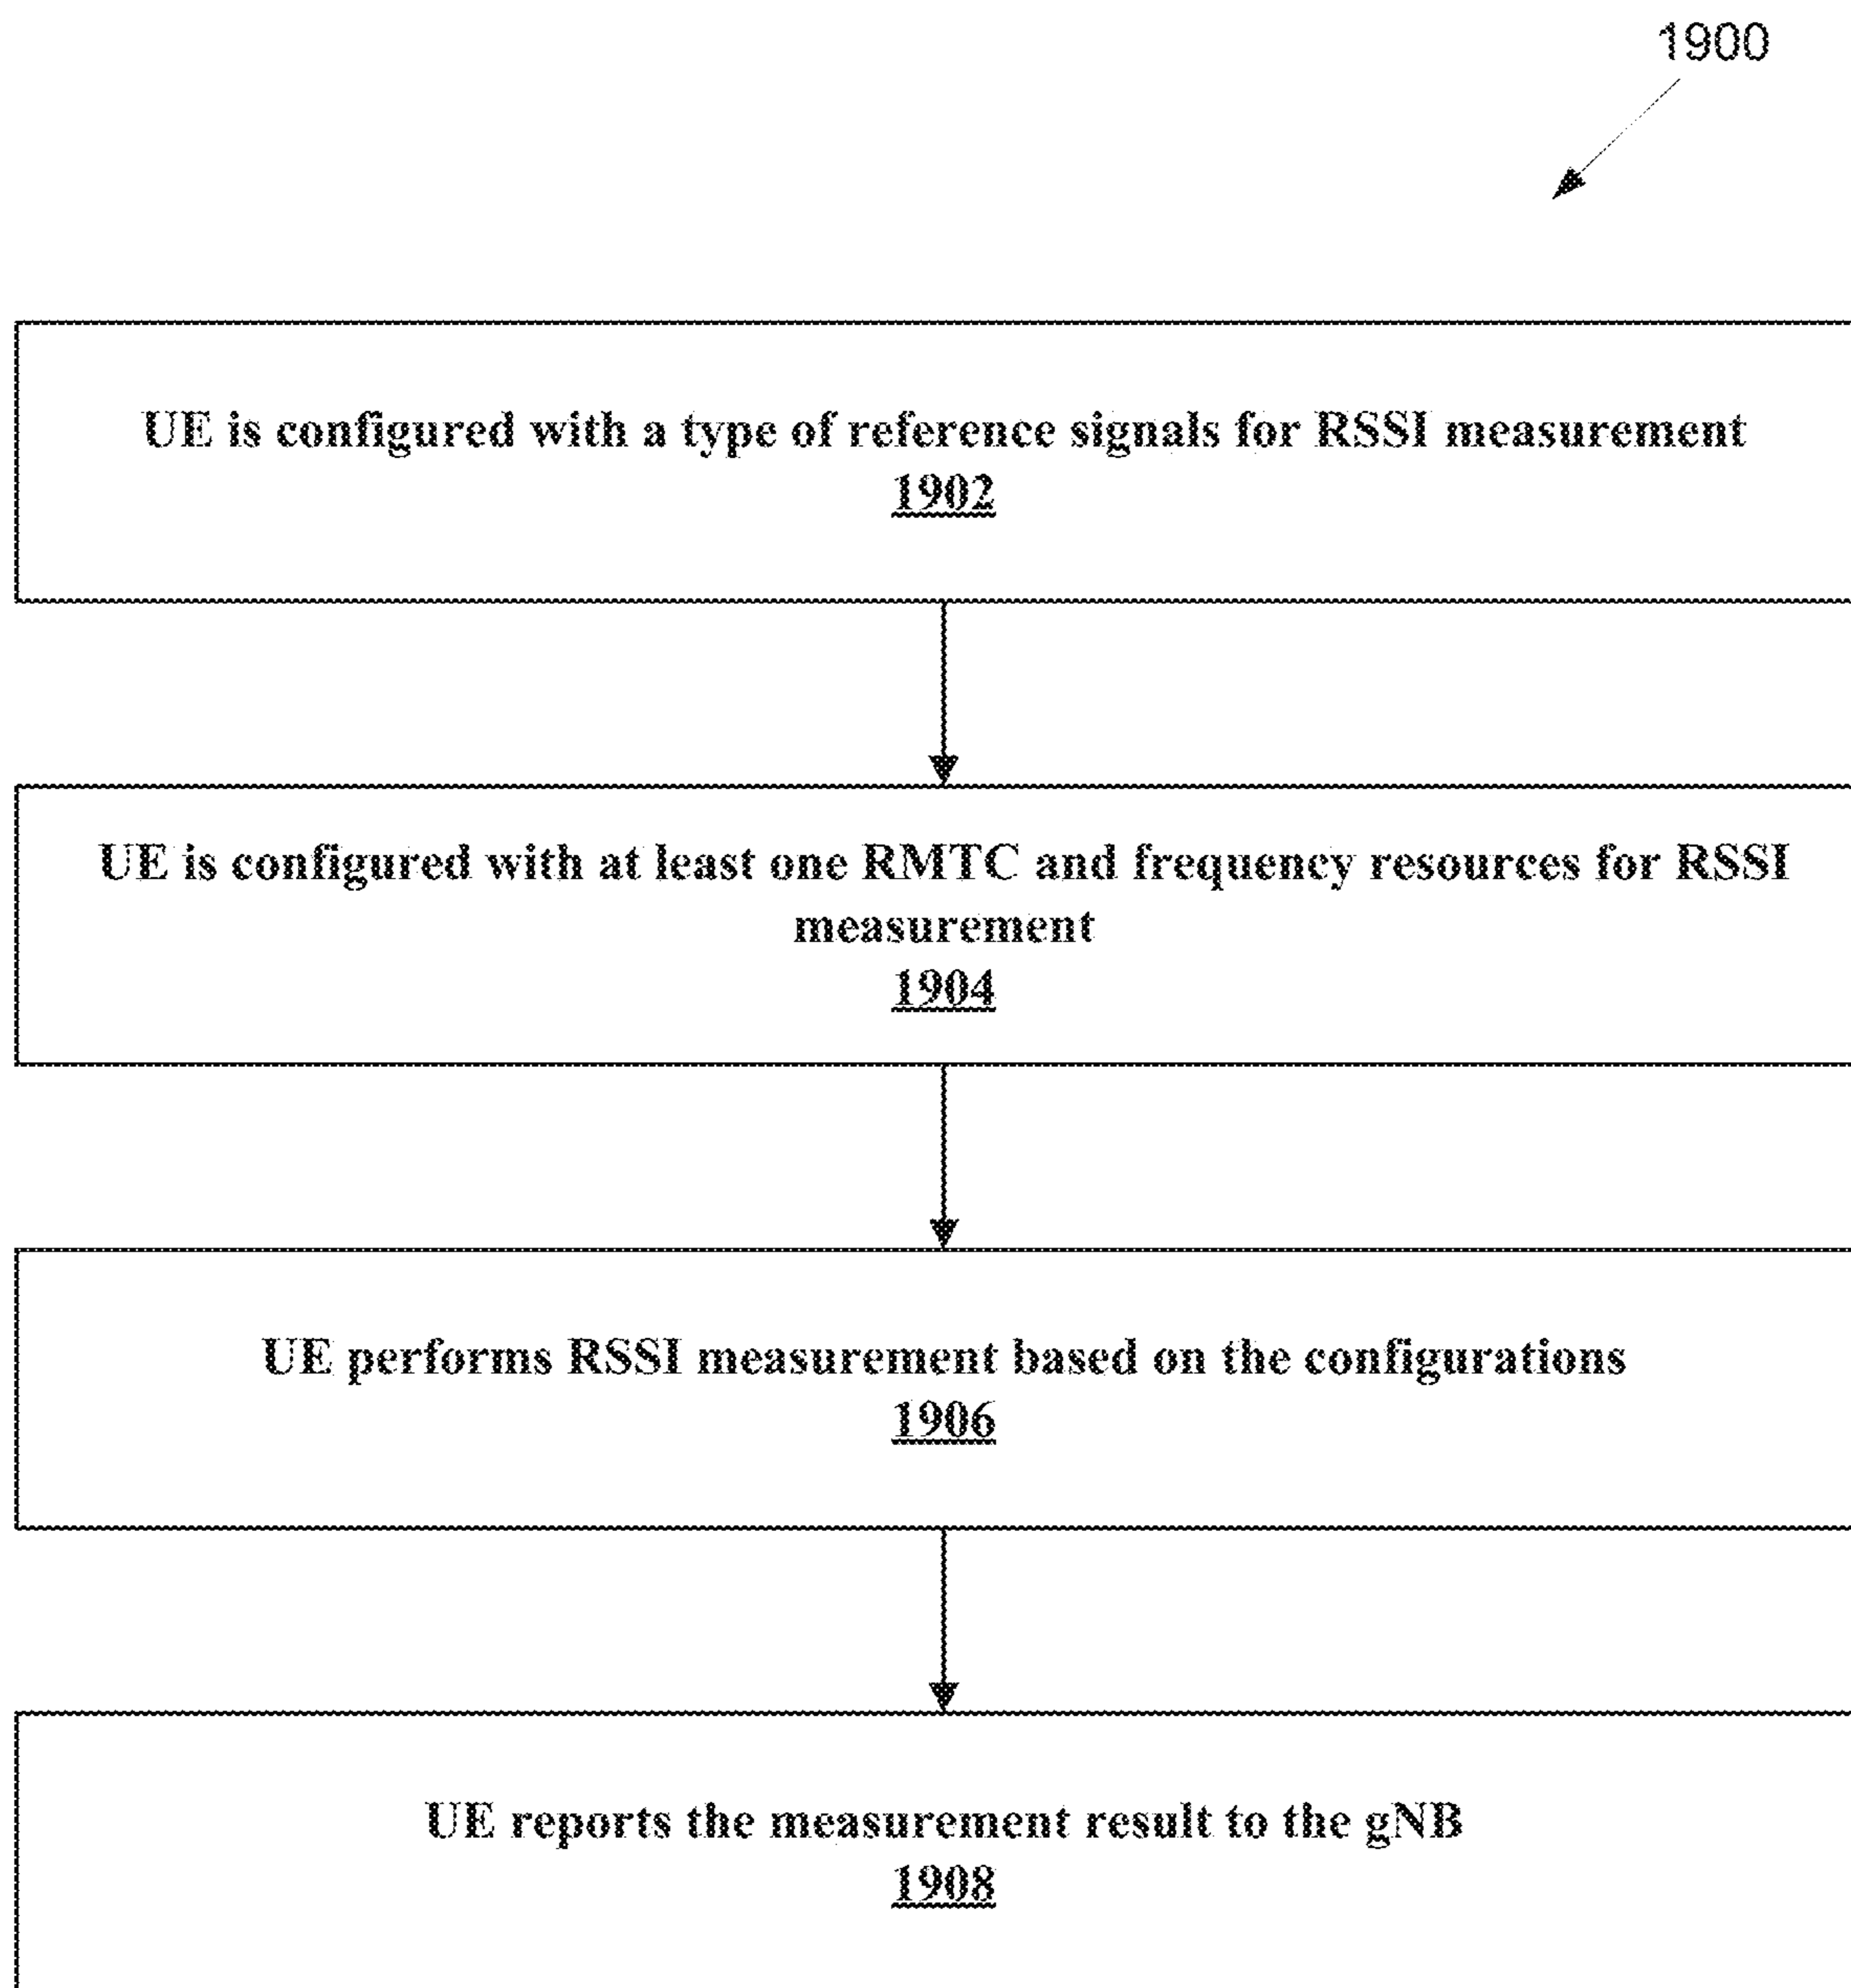 1900
UE is configured with a type of reference signals for RSSI measurement
1902
UE is configured with at least one RMTC and frequency resources for RSSI
measurement
1904
UE performs RSSI measurement based on the configurations
1906
UE reports the measurement result to the gNB
1908